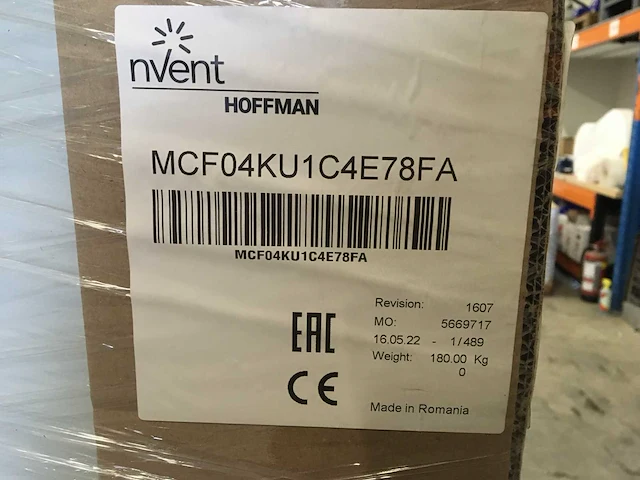 nvent
HOFFMAN
MCF04KU1C4E78FA
MCF04KU1C4E78FA
Revision: 1607
MO: 5669717
16.05.22 - 1/489
Weight: 180.00 Kg
0
EAC
CE
Made in Romania